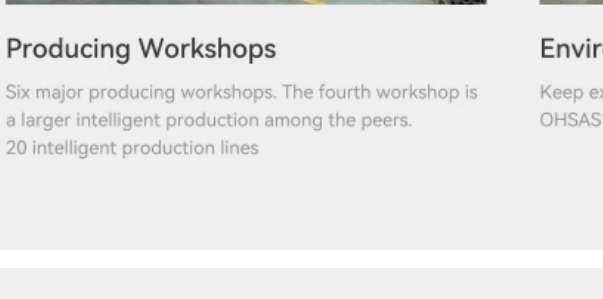 Producing Workshops
Six major producing workshops. The fourth workshop is
a larger intelligent production among the peers.
20 intelligent production lines
Keep
OHSAS